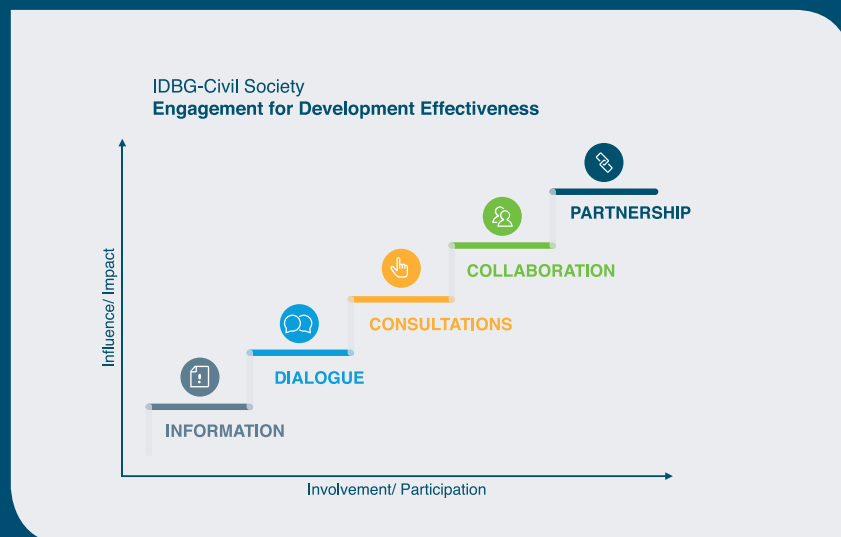 IDBG-Civil Society
Engagement for Development Effectiveness
PARTNERSHIP
COLLABORATION
CONSULTATIONS
DIALOGUE
INFORMATION
Influence/ Impact
Involvement/ Participation